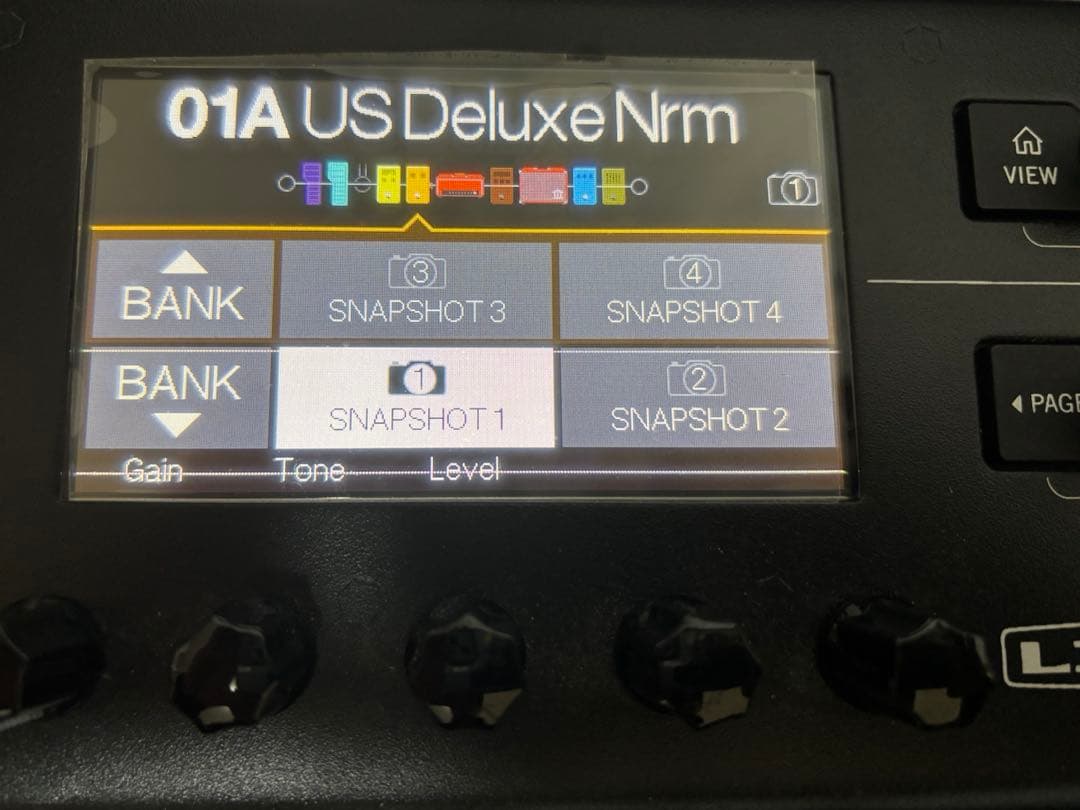 01A US Deluxe Nrm
1
VIEW
3
4
BANK
SNAPSHOT 3
SNAPSHOT 4
1
2
BANK
SNAPSHOT 1
SNAPSHOT 2
PAGE
Gain Tone Level